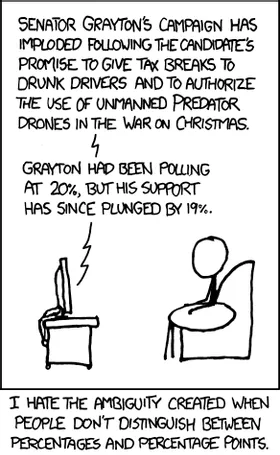 SENATOR GRAYTON'S CAMPAIGN HAS
IMPLODED FOLLOWING THE CANDIDATE'S
PROMISE TO GIVE TAX BREAKS TO
DRUNK DRIVERS AND TO AUTHORIZE
THE USE OF UNMANNED PREDATOR
DRONES IN THE WAR ON CHRISTMAS.
GRAYTON HAD BEEN POLLING
AT 20%, BUT HIS SUPPORT
HAS SINCE PLUNGED BY 19%.
I HATE THE AMBIGUITY CREATED WHEN
PEOPLE DON'T DISTINGUISH BETWEEN
PERCENTAGES AND PERCENTAGE POINTS.